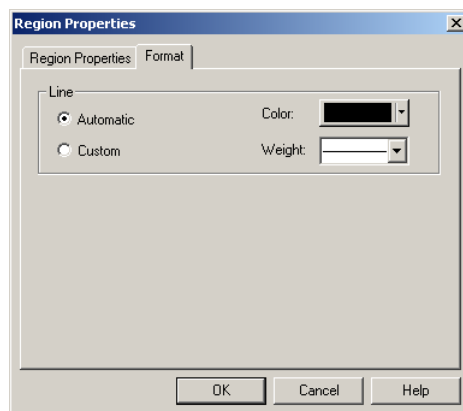 Region Properties
Region Properties Format
Line
Automatic Color:
Custom Weight:
OK Cancel Help